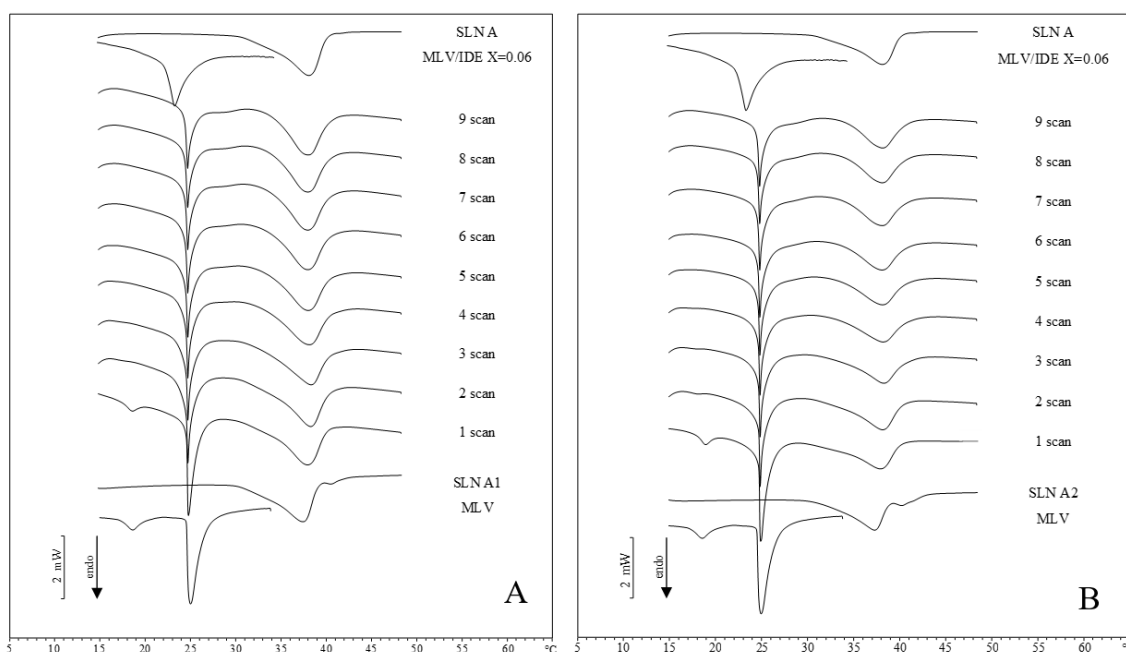 SLN A
MLV/IDE X=0.06
9 scan
8 scan
7 scan
6 scan
5 scan
4 scan
3 scan
2 scan
1 scan
SLN A1
MLV
2 mW
endo
A
5 10 15 20 25 30 35 40 45 50 55 60 °C
SLN A
MLV/IDE X=0.06
9 scan
8 scan
7 scan
6 scan
5 scan
4 scan
3 scan
2 scan
1 scan
SLN A2
MLV
2 mW
endo
B
5 10 15 20 25 30 35 40 45 50 55 60